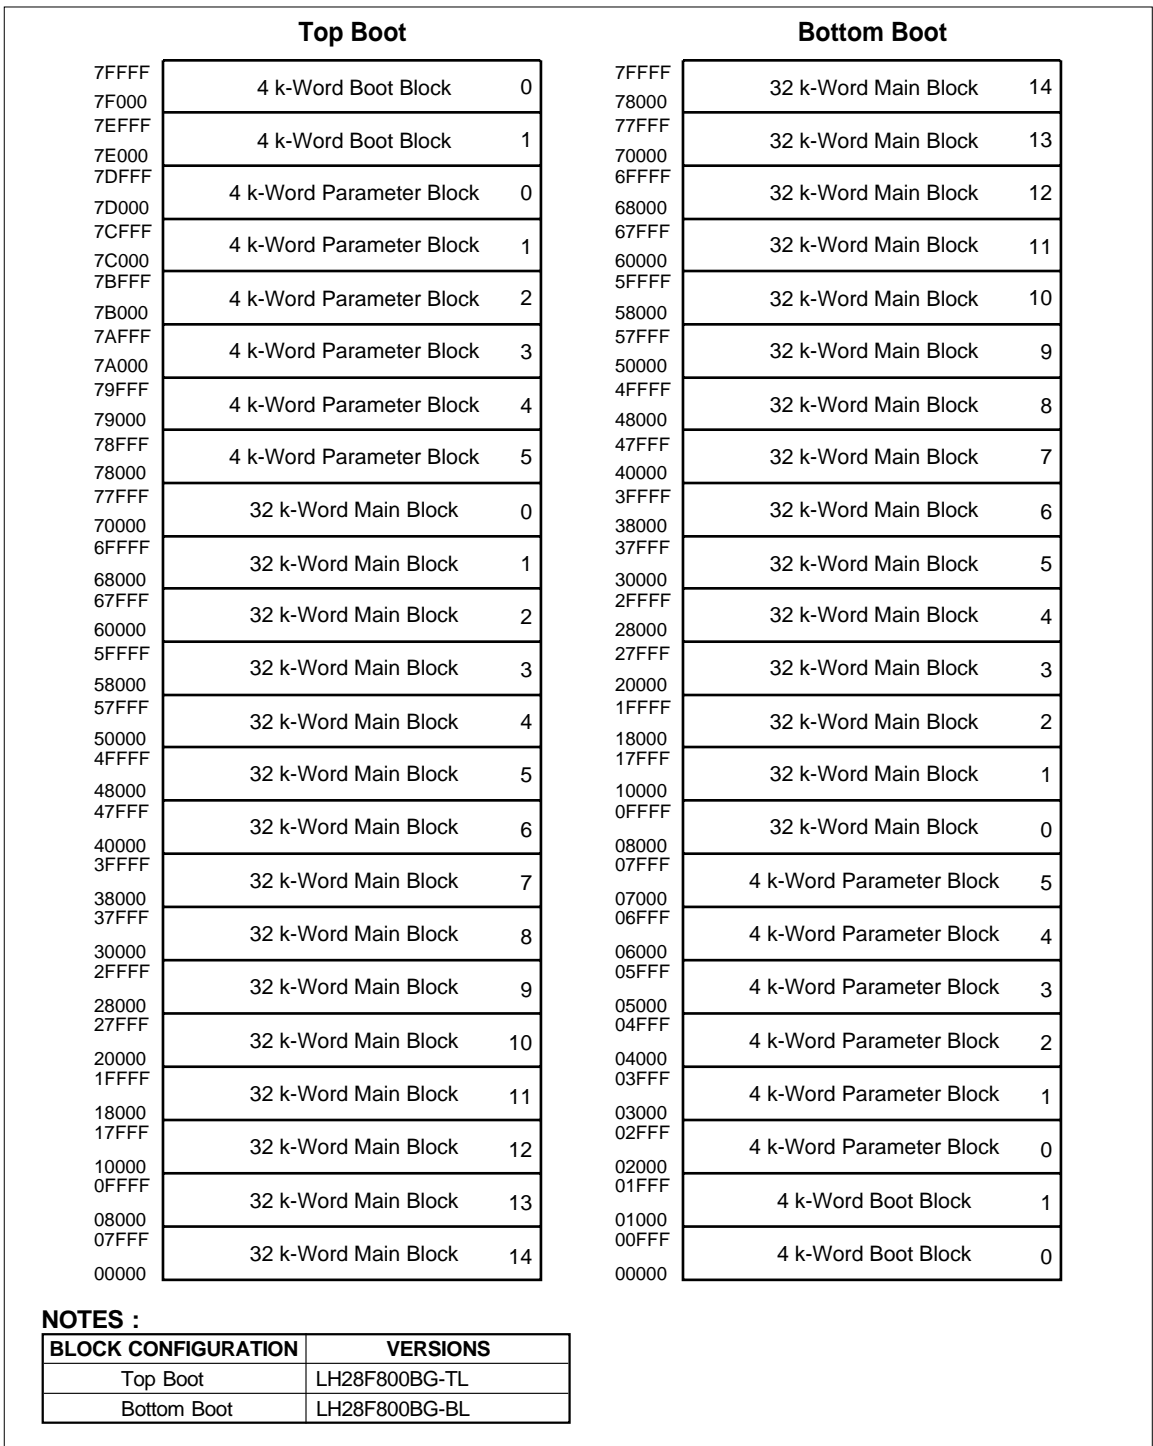 Top Boot
7FFFF
4 k-Word Boot Block 0
7F000
7EFFF
4 k-Word Boot Block 1
7E000
7DFFF
4 k-Word Parameter Block 0
7D000
7CFFF
4 k-Word Parameter Block 1
7C000
7BFFF
4 k-Word Parameter Block 2
7B000
7AFFF
4 k-Word Parameter Block 3
7A000
79FFF
4 k-Word Parameter Block 4
79000
78FFF
4 k-Word Parameter Block 5
78000
77FFF
32 k-Word Main Block 0
70000
6FFFF
32 k-Word Main Block 1
68000
67FFF
32 k-Word Main Block 2
60000
5FFFF
32 k-Word Main Block 3
58000
57FFF
32 k-Word Main Block 4
50000
4FFFF
32 k-Word Main Block 5
48000
47FFF
32 k-Word Main Block 6
40000
3FFFF
32 k-Word Main Block 7
38000
37FFF
32 k-Word Main Block 8
30000
2FFFF
32 k-Word Main Block 9
28000
27FFF
32 k-Word Main Block 10
20000
1FFFF
32 k-Word Main Block 11
18000
17FFF
32 k-Word Main Block 12
10000
0FFFF
32 k-Word Main Block 13
08000
07FFF
32 k-Word Main Block 14
00000
Bottom Boot
7FFFF
32 k-Word Main Block 14
78000
77FFF
32 k-Word Main Block 13
70000
6FFFF
32 k-Word Main Block 12
68000
67FFF
32 k-Word Main Block 11
60000
5FFFF
32 k-Word Main Block 10
58000
57FFF
32 k-Word Main Block 9
50000
4FFFF
32 k-Word Main Block 8
48000
47FFF
32 k-Word Main Block 7
40000
3FFFF
32 k-Word Main Block 6
38000
37FFF
32 k-Word Main Block 5
30000
2FFFF
32 k-Word Main Block 4
28000
27FFF
32 k-Word Main Block 3
20000
1FFFF
32 k-Word Main Block 2
18000
17FFF
32 k-Word Main Block 1
10000
0FFFF
32 k-Word Main Block 0
08000
07FFF
4 k-Word Parameter Block 5
07000
06FFF
4 k-Word Parameter Block 4
06000
05FFF
4 k-Word Parameter Block 3
05000
04FFF
4 k-Word Parameter Block 2
04000
03FFF
4 k-Word Parameter Block 1
03000
02FFF
4 k-Word Parameter Block 0
02000
01FFF
4 k-Word Boot Block 1
01000
00FFF
4 k-Word Boot Block 0
00000
NOTES :
BLOCK CONFIGURATION VERSIONS
Top Boot LH28F800BG-TL
Bottom Boot LH28F800BG-BL